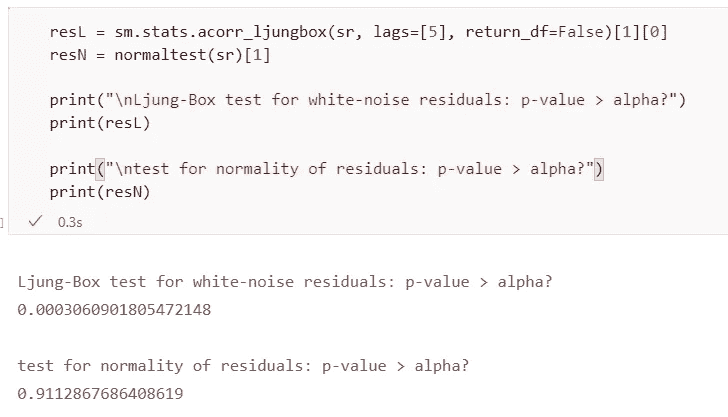 resL = sm.stats.acorr_ljungbox(sr, lags=[5], return_df=False)[1][0]
resN = normaltest(sr)[1]
print("\nLjung-Box test for white-noise residuals: p-value > alpha?")
print(resL)
print("\ntest for normality of residuals: p-value > alpha?")
print(resN)
0.3s
Ljung-Box test for white-noise residuals: p-value > alpha?
0.0003060901805472148
test for normality of residuals: p-value > alpha?
0.9112867686408619